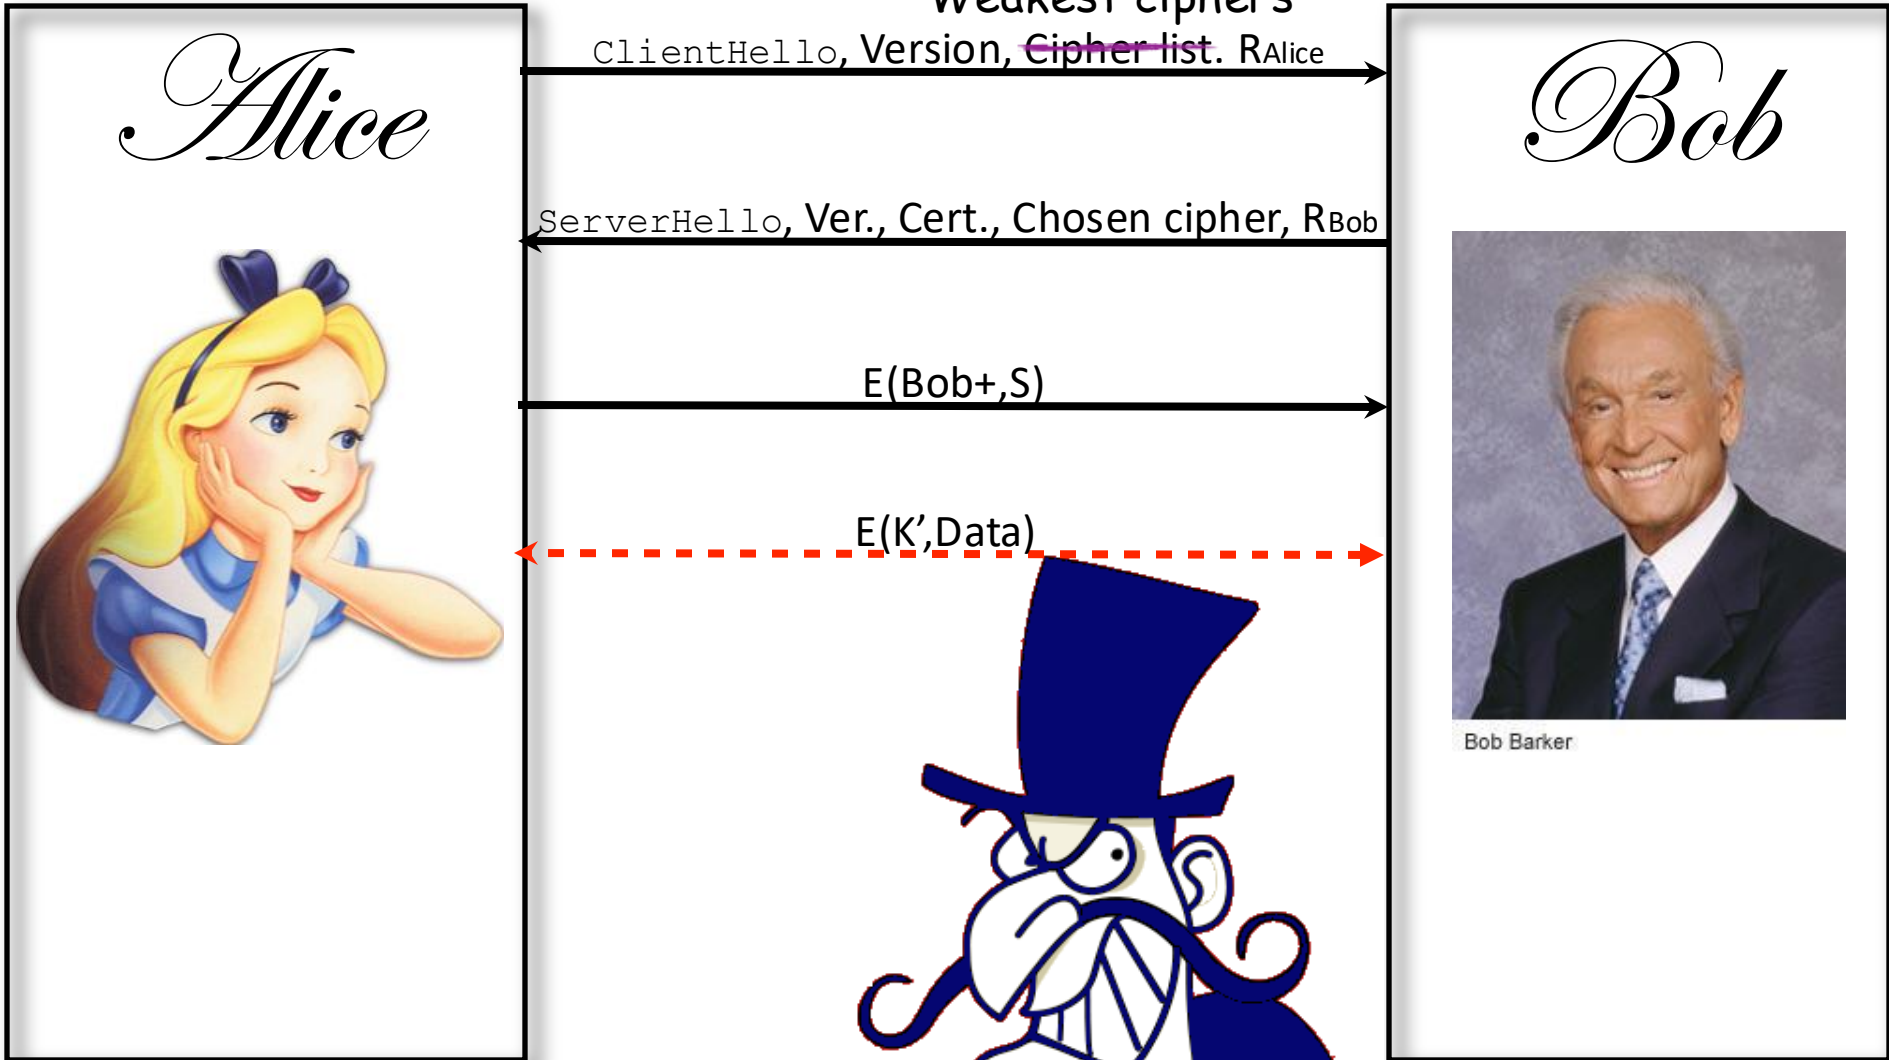 Weakest ciphers
Alice
ClientHello, Version, Cipher list. RAlice
Bob
ServerHello, Ver., Cert., Chosen cipher, RBob
E(Bob+,S)
E(K’,Data)
Bob Barker